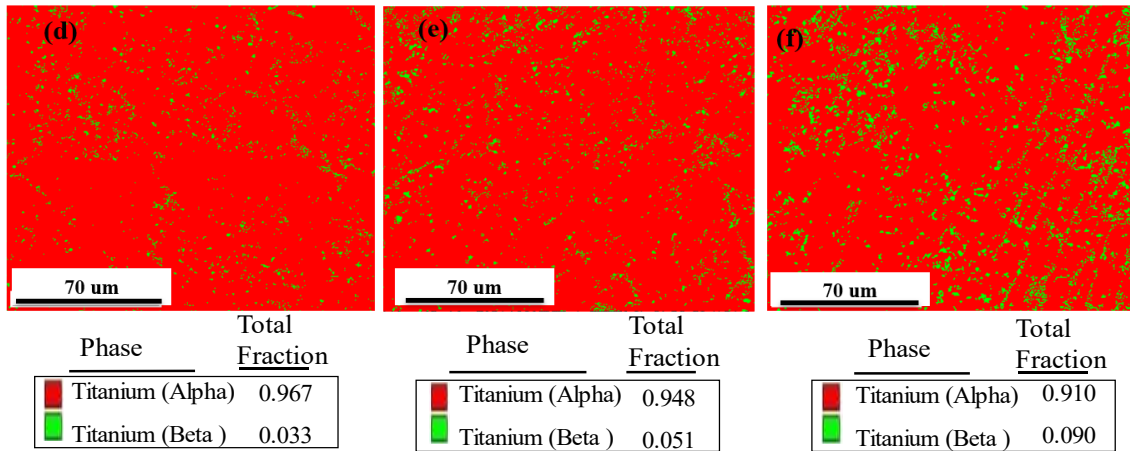 (d)
(e)
(f)
70 um
70 um
70 um
Phase Total Fraction
Titanium (Alpha) 0.967
Titanium (Beta ) 0.033
Phase Total Fraction
Titanium (Alpha) 0.948
Titanium (Beta ) 0.051
Phase Total Fraction
Titanium (Alpha) 0.910
Titanium (Beta ) 0.090